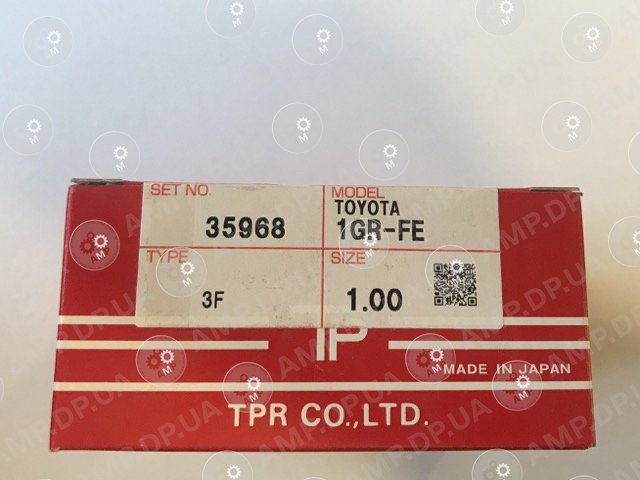 SET NO.
35968
MODEL
TOYOTA
1GR-FE
TYPE
3F
SIZE
1.00
TP
MADE IN JAPAN
TPR CO.,LTD.
AMP.DP.UA